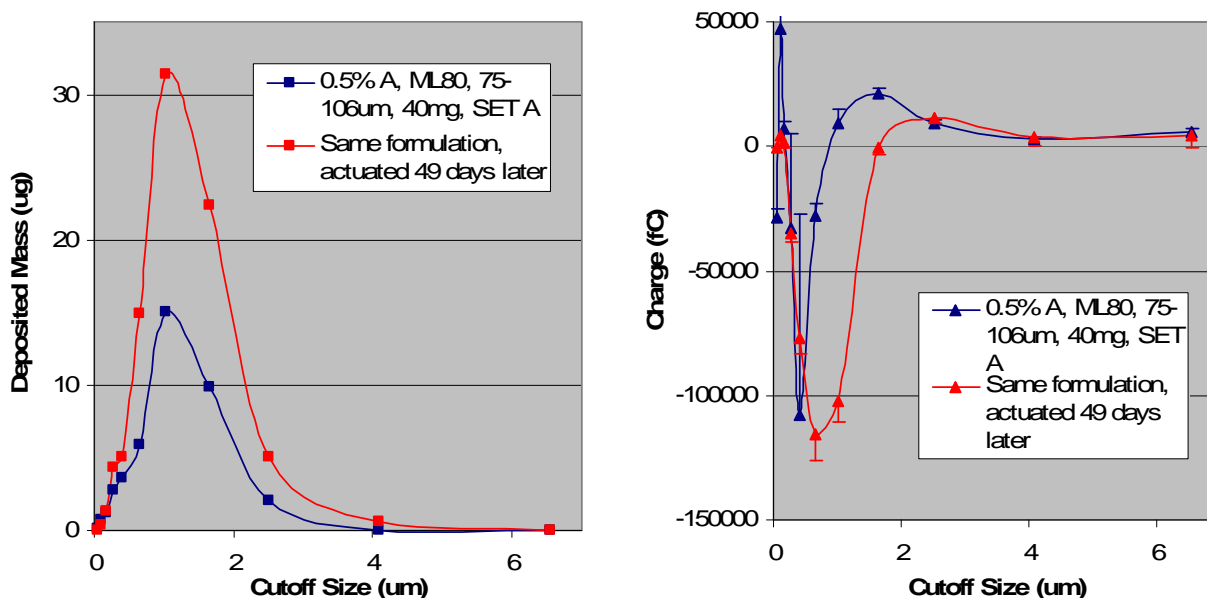 30
20
10
0
0
2
4
6
Deposited Mass (ug)
Cutoff Size (um)
0.5% A, ML80, 75-
106um, 40mg, SET A
Same formulation,
actuated 49 days later
50000
0
-50000
-100000
-150000
0
2
4
6
Charge (fC)
Cutoff Size (um)
0.5% A, ML80, 75-
106um, 40mg, SET
A
Same formulation,
actuated 49 days
later